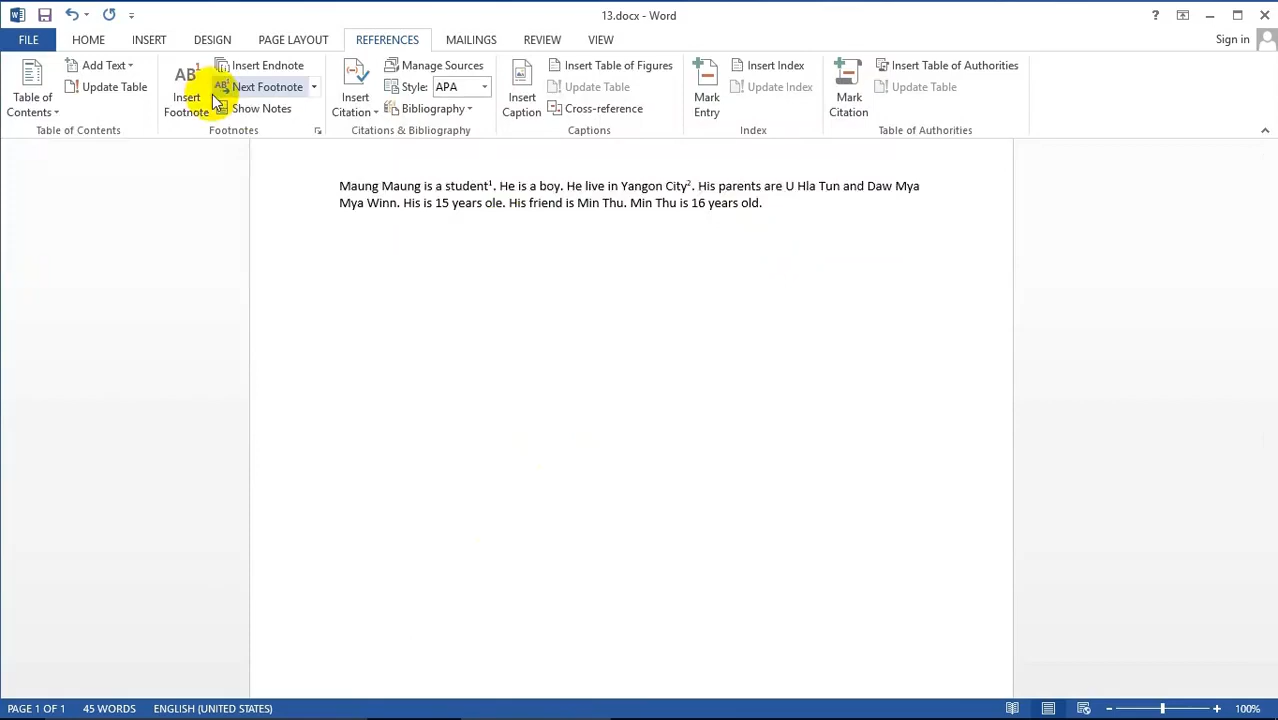 13.docx - Word
?
FILE HOME INSERT DESIGN PAGE LAYOUT REFERENCES MAILINGS REVIEW VIEW Sign in
Table of Contents
Add Text
Update Table
Table of Contents
AB1 Insert Footnote
Insert Endnote
Next Footnote
Show Notes
Footnotes
Insert Citation
Manage Sources
Style: APA
Bibliography
Citations & Bibliography
Insert Caption
Insert Table of Figures
Update Table
Cross-reference
Captions
Mark Entry
Insert Index
Update Index
Index
Mark Citation
Insert Table of Authorities
Update Table
Table of Authorities
Maung Maung is a student1. He is a boy. He live in Yangon City2. His parents are U Hla Tun and Daw Mya
Mya Winn. His is 15 years ole. His friend is Min Thu. Min Thu is 16 years old.
PAGE 1 OF 1 45 WORDS ENGLISH (UNITED STATES) 100%